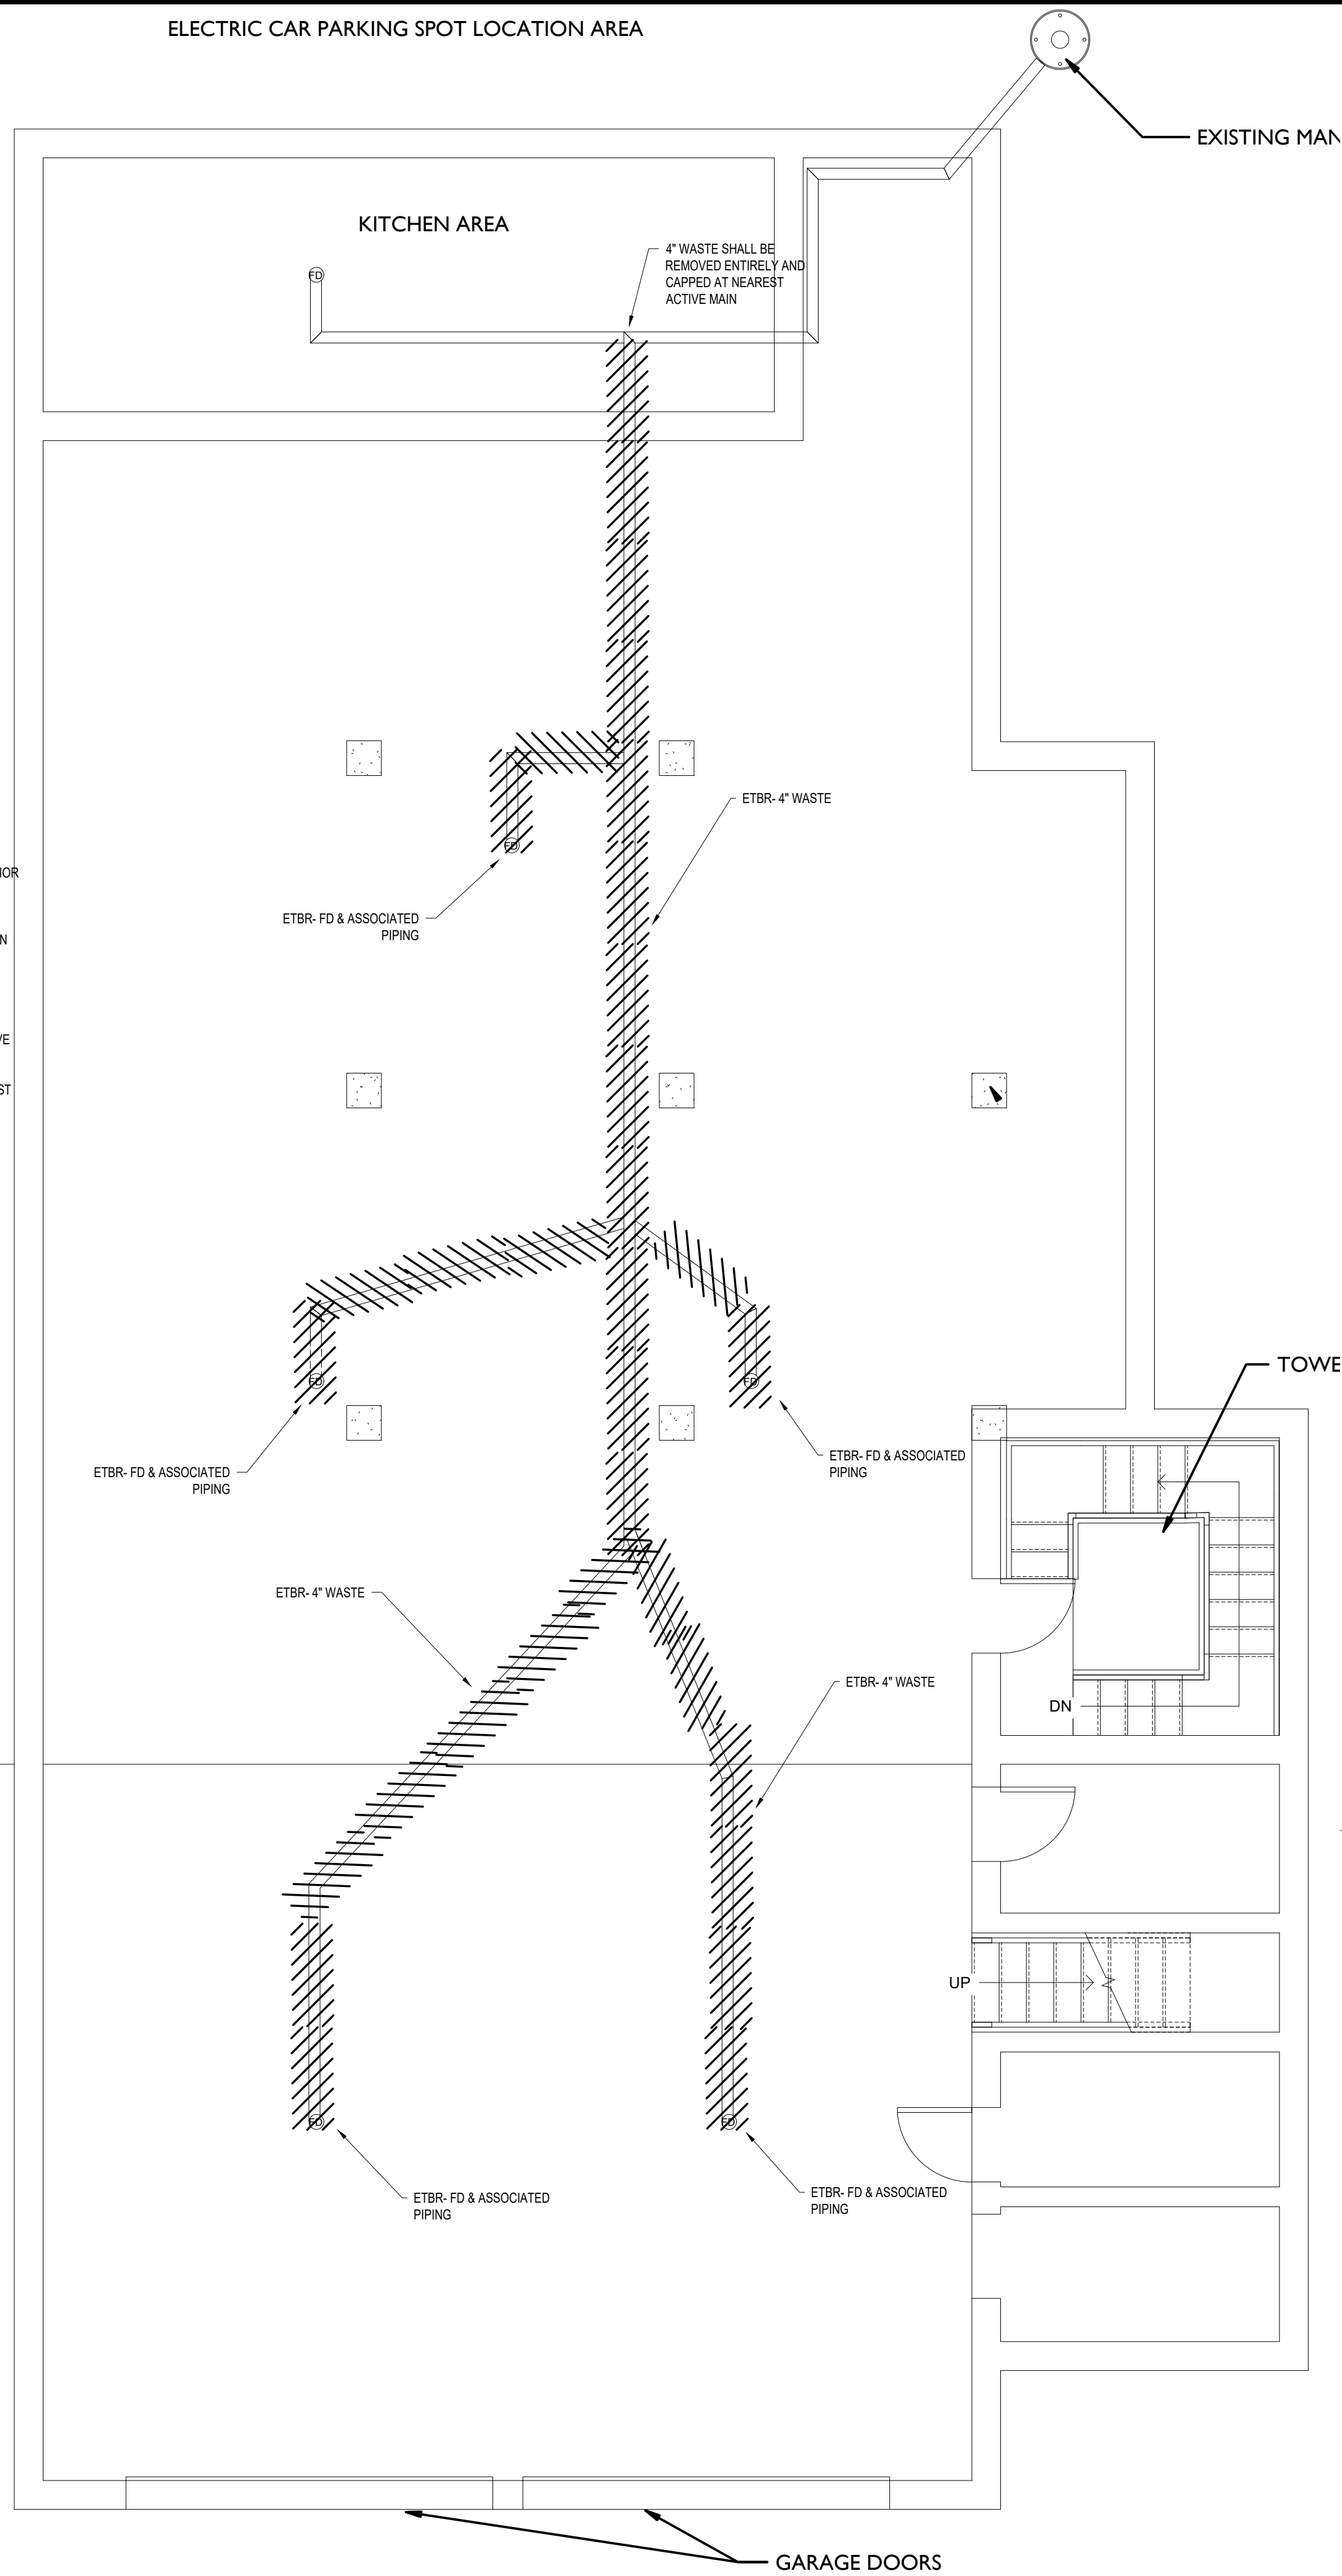 ELECTRIC CAR PARKING SPOT LOCATION AREA
EXISTING MAN
KITCHEN AREA
4" WASTE SHALL BE
REMOVED ENTIRELY AND
CAPPED AT NEAREST
ACTIVE MAIN
FD
ETBR- 4" WASTE
FD
IOR
ETBR- FD & ASSOCIATED
PIPING
N
VE
ST
TOWE
FD
FD
ETBR- FD & ASSOCIATED
PIPING
ETBR- FD & ASSOCIATED
PIPING
ETBR- 4" WASTE
ETBR- 4" WASTE
DN
UP
FD
FD
ETBR- FD & ASSOCIATED
PIPING
ETBR- FD & ASSOCIATED
PIPING
GARAGE DOORS